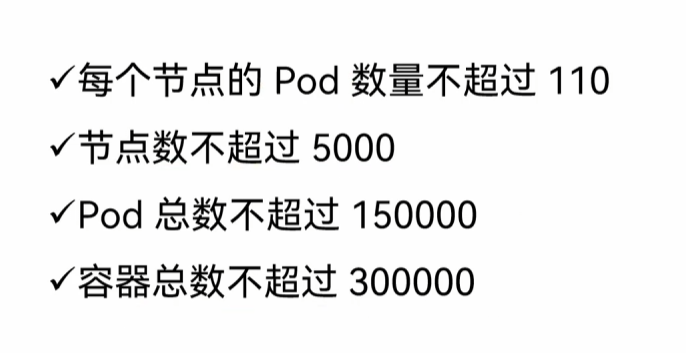 ✓每个节点的 Pod 数量不超过 110
✓节点数不超过 5000
✓Pod 总数不超过 150000
✓容器总数不超过 300000